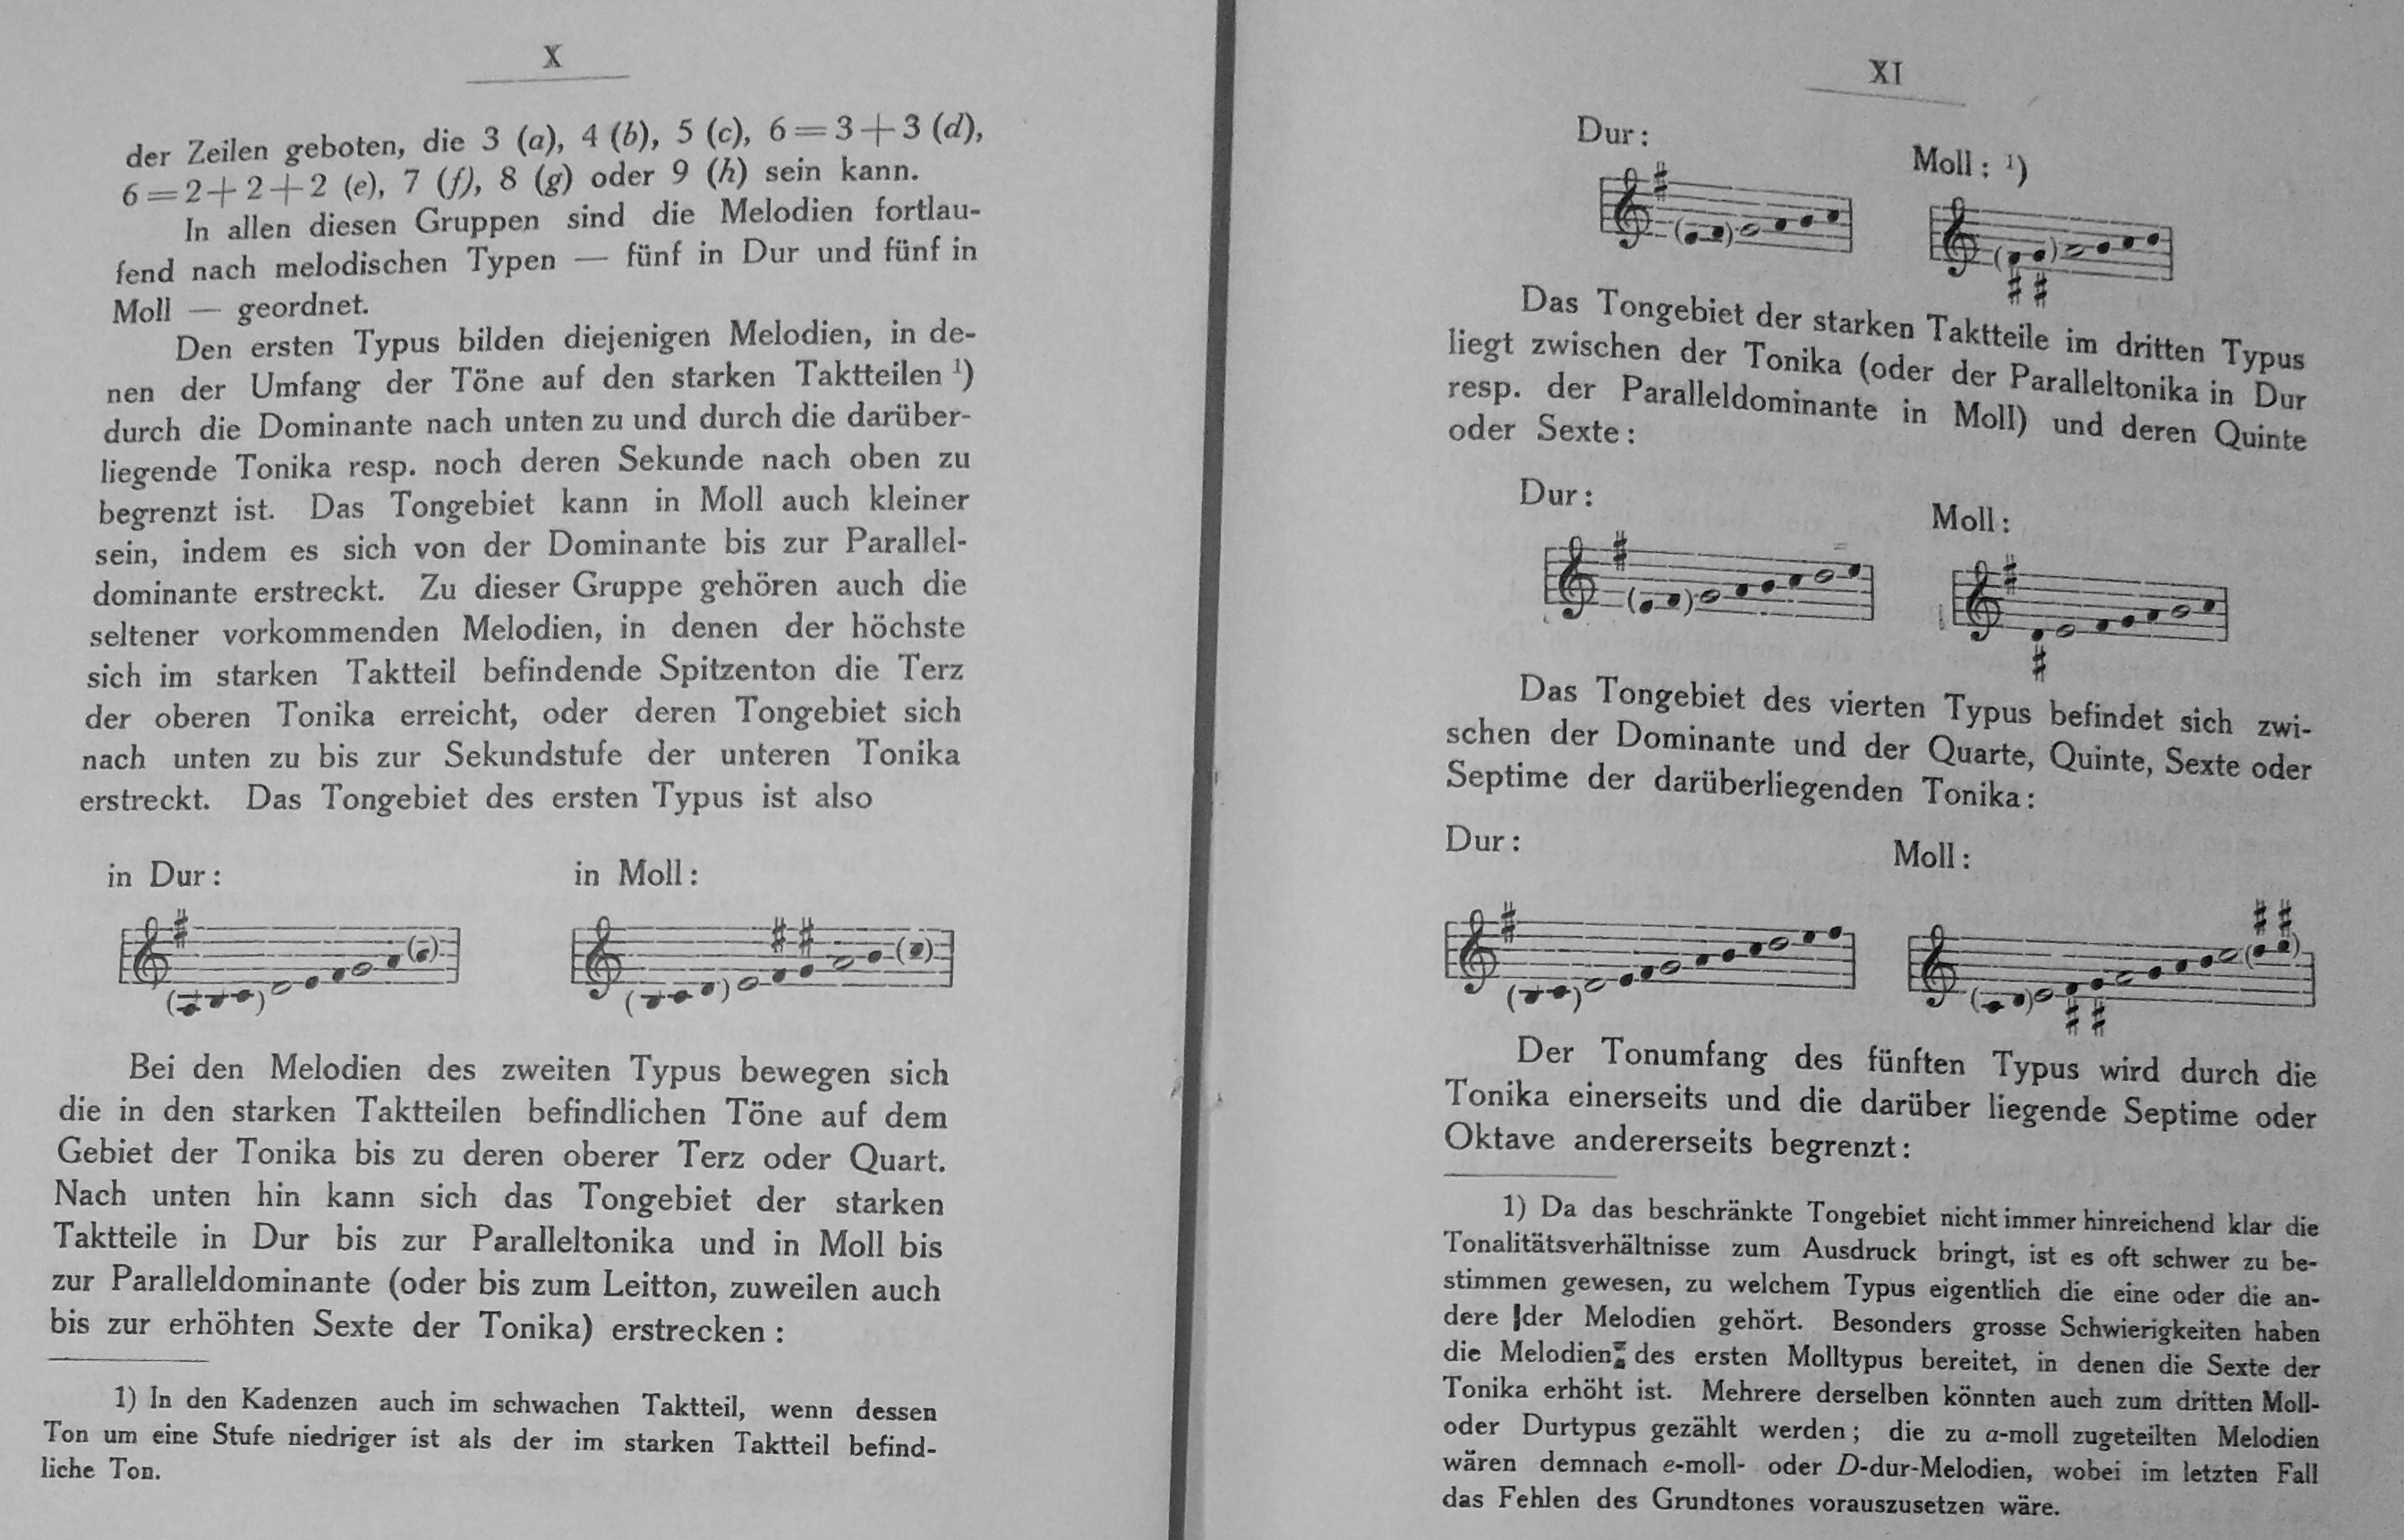 X
der Zeilen geboten, die 3 (a), 4 (b), 5 (c), 6=3+3 (d),
6=2+2+2 (e), 7 (f), 8 (g) oder 9 (h) sein kann.
In allen diesen Gruppen sind die Melodien fortlau-
fend nach melodischen Typen — fünf in Dur und fünf in
Moll — geordnet.
Den ersten Typus bilden diejenigen Melodien, in de-
nen der Umfang der Töne auf den starken Taktteilen ¹)
durch die Dominante nach unten zu und durch die darüber-
liegende Tonika resp. noch deren Sekunde nach oben zu
begrenzt ist. Das Tongebiet kann in Moll auch kleiner
sein, indem es sich von der Dominante bis zur Parallel-
dominante erstreckt. Zu dieser Gruppe gehören auch die
seltener vorkommenden Melodien, in denen der höchste
sich im starken Taktteil befindende Spitzenton die Terz
der oberen Tonika erreicht, oder deren Tongebiet sich
nach unten zu bis zur Sekundstufe der unteren Tonika
erstreckt. Das Tongebiet des ersten Typus ist also
in Dur: in Moll:
Bei den Melodien des zweiten Typus bewegen sich
die in den starken Taktteilen befindlichen Töne auf dem
Gebiet der Tonika bis zu deren oberer Terz oder Quart.
Nach unten hin kann sich das Tongebiet der starken
Taktteile in Dur bis zur Paralleltonika und in Moll bis
zur Paralleldominante (oder bis zum Leitton, zuweilen auch
bis zur erhöhten Sexte der Tonika) erstrecken :
1) In den Kadenzen auch im schwachen Taktteil, wenn dessen
Ton um eine Stufe niedriger ist als der im starken Taktteil befind-
liche Ton.
XI
Dur: Moll: ¹)
Das Tongebiet der starken Taktteile im dritten Typus
liegt zwischen der Tonika (oder der Paralleltonika in Dur
resp. der Paralleldominante in Moll) und deren Quinte
oder Sexte:
Dur: Moll:
Das Tongebiet des vierten Typus befindet sich zwi-
schen der Dominante und der Quarte, Quinte, Sexte oder
Septime der darüberliegenden Tonika:
Dur: Moll:
Der Tonumfang des fünften Typus wird durch die
Tonika einerseits und die darüber liegende Septime oder
Oktave andererseits begrenzt:
1) Da das beschränkte Tongebiet nicht immer hinreichend klar die
Tonalitätsverhältnisse zum Ausdruck bringt, ist es oft schwer zu be-
stimmen gewesen, zu welchem Typus eigentlich die eine oder die an-
dere der Melodien gehört. Besonders grosse Schwierigkeiten haben
die Melodien des ersten Molltypus bereitet, in denen die Sexte der
Tonika erhöht ist. Mehrere derselben könnten auch zum dritten Moll-
oder Durtypus gezählt werden; die zu a-moll zugeteilten Melodien
wären demnach e-moll- oder D-dur-Melodien, wobei im letzten Fall
das Fehlen des Grundtones vorauszusetzen wäre.